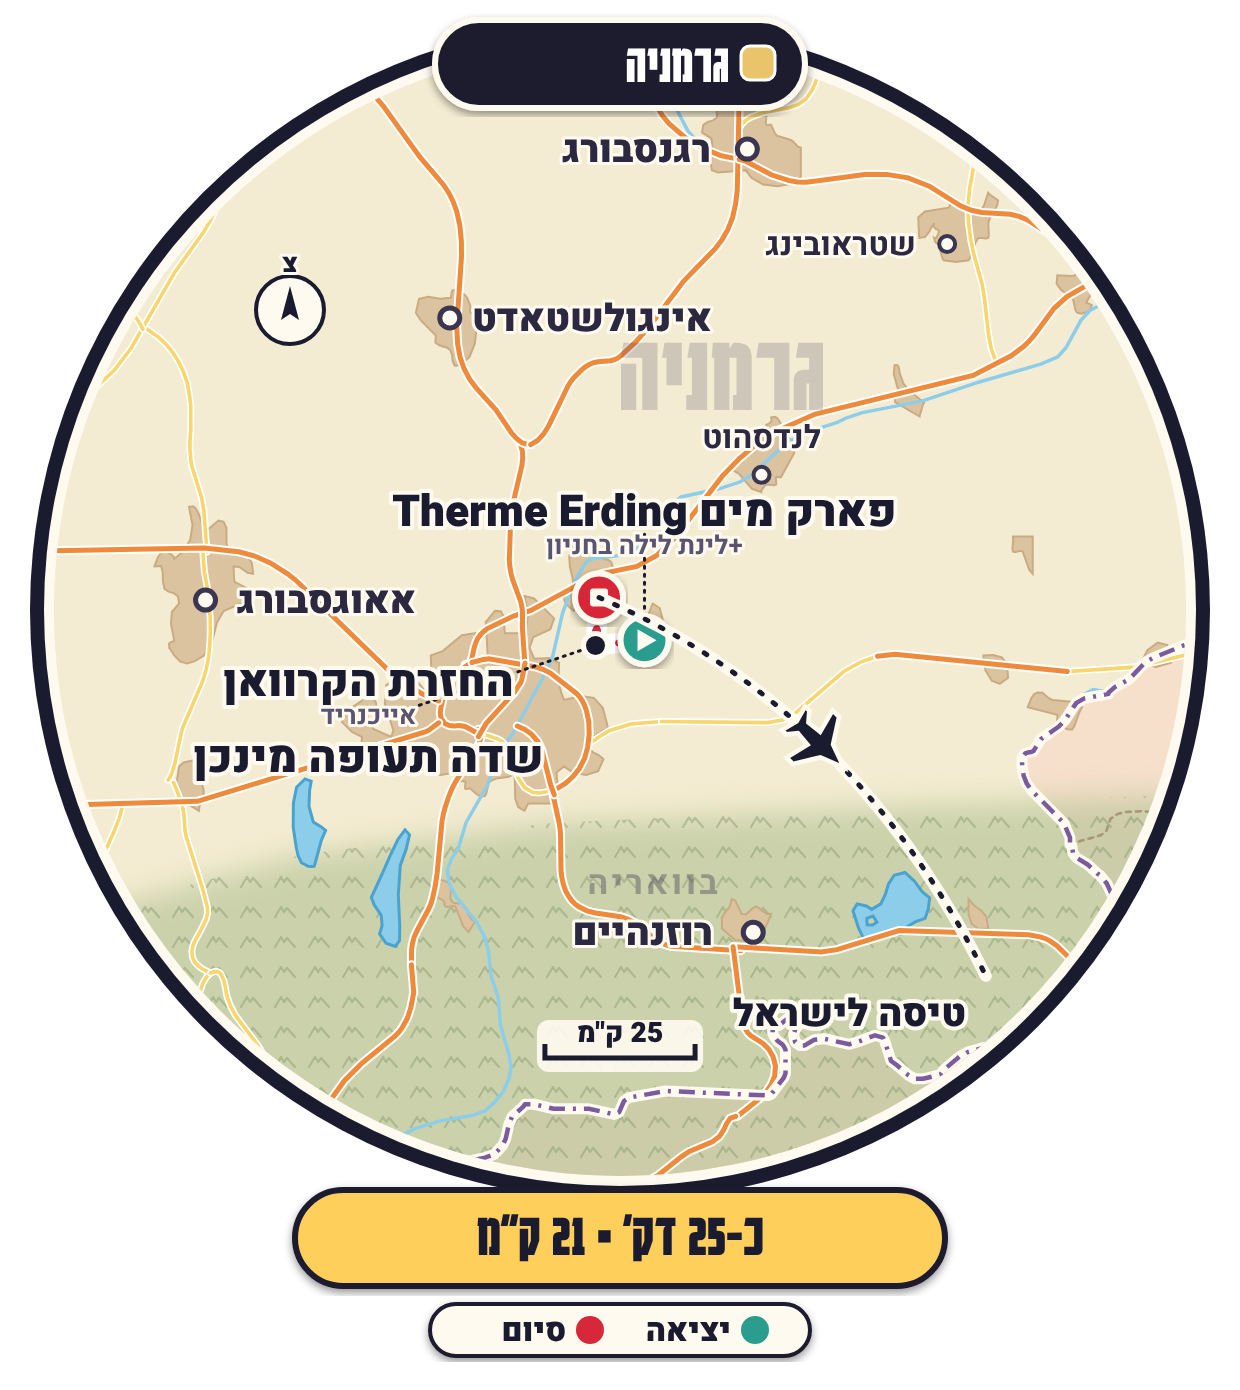 גרמניה
רגנסבורג
שטראובינג
צ
אינגולשטאדט
גרמניה
לנדסהוט
פארק מים Therme Erding
+לינת לילה בחניון
אאוגסבורג
החזרת הקרוואן
אייכנריד
שדה תעופה מינכן
בוואריה
רוזנהיים
טיסה לישראל
25 ק"מ
כ-25 דק' ▪ 21 ק"מ
יציאה
סיום